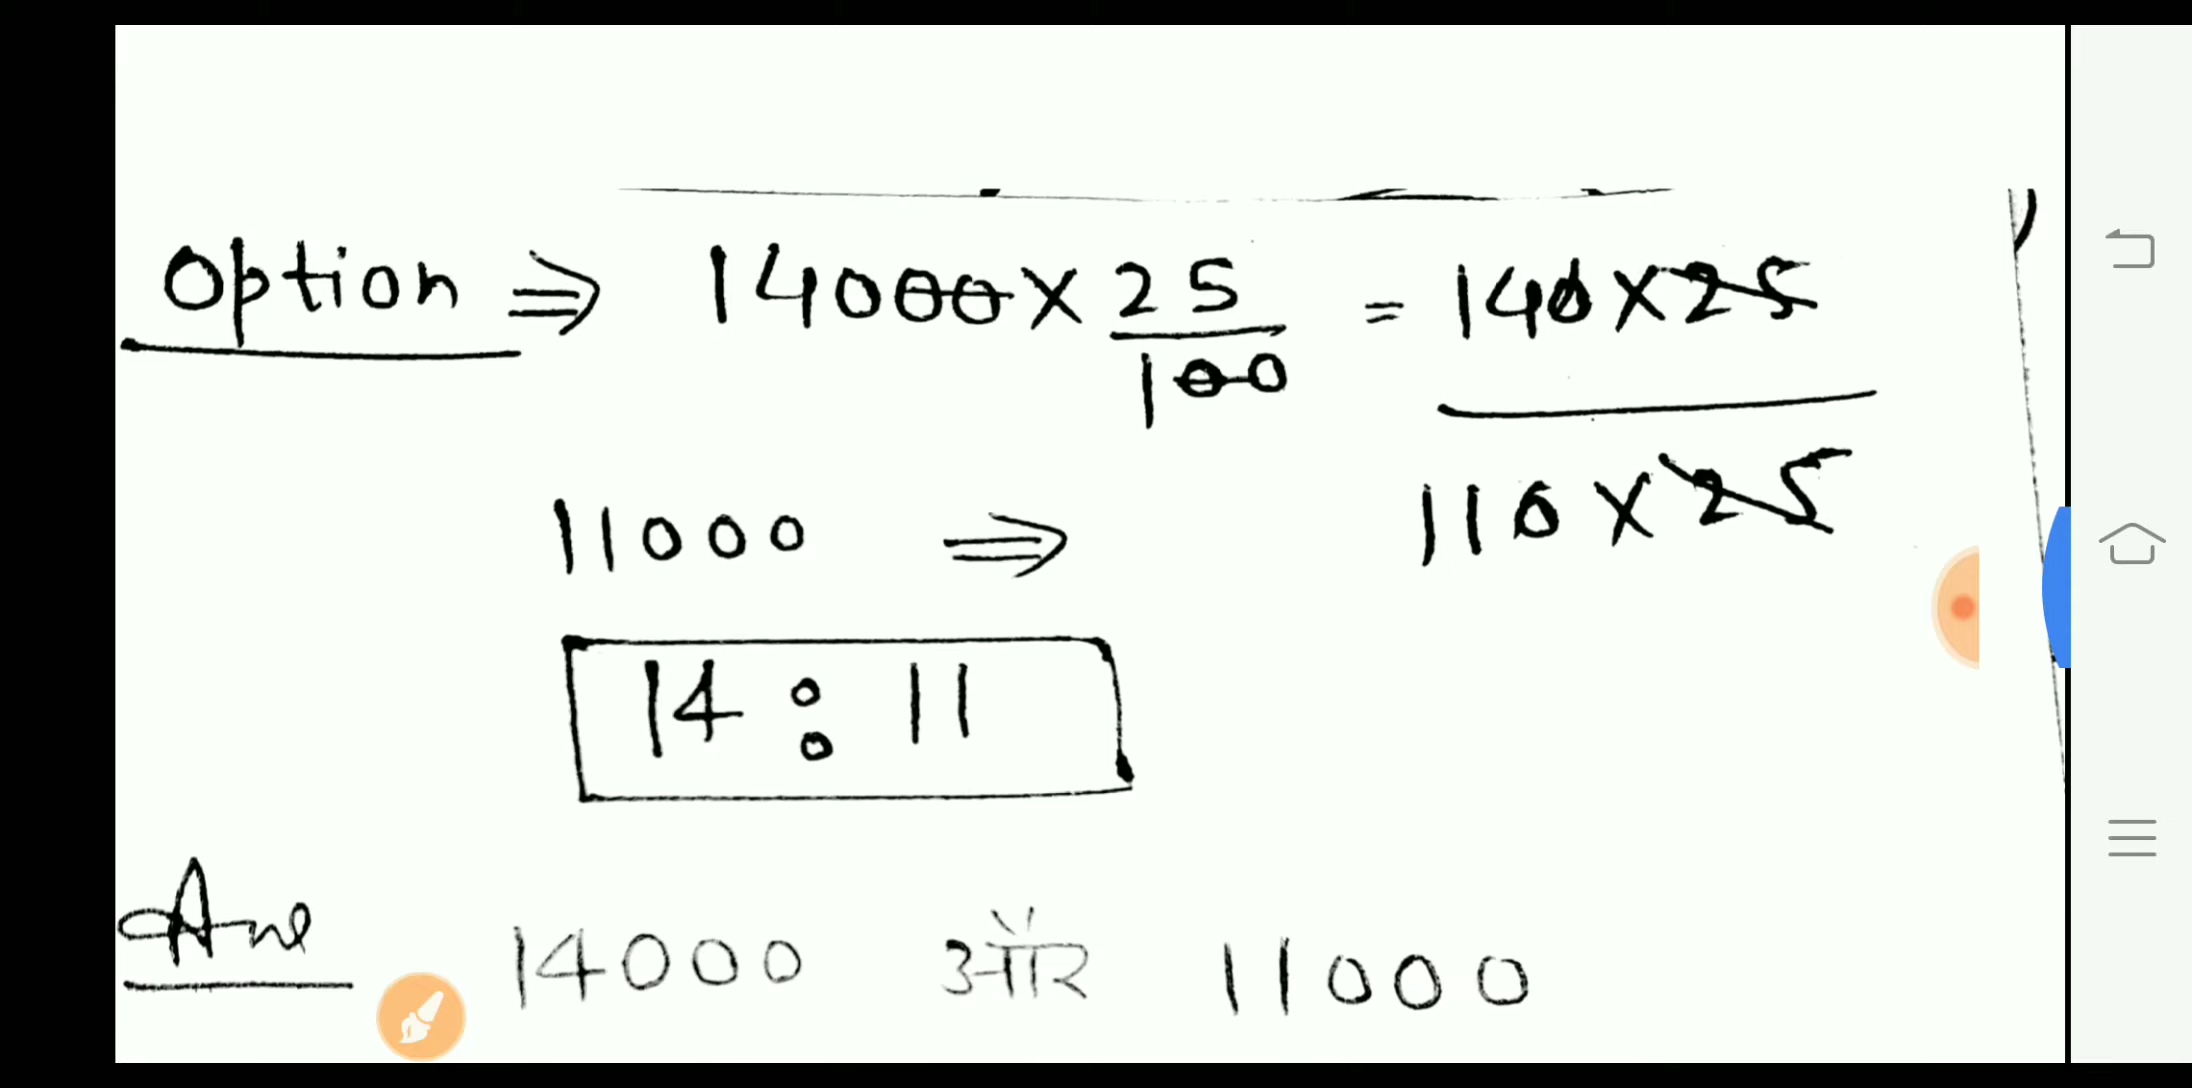 Option ⇒ 14000 × 25/100 = 140 × 25
11000 ⇒ 110 × 25
14 : 11
Ans 14000 और 11000